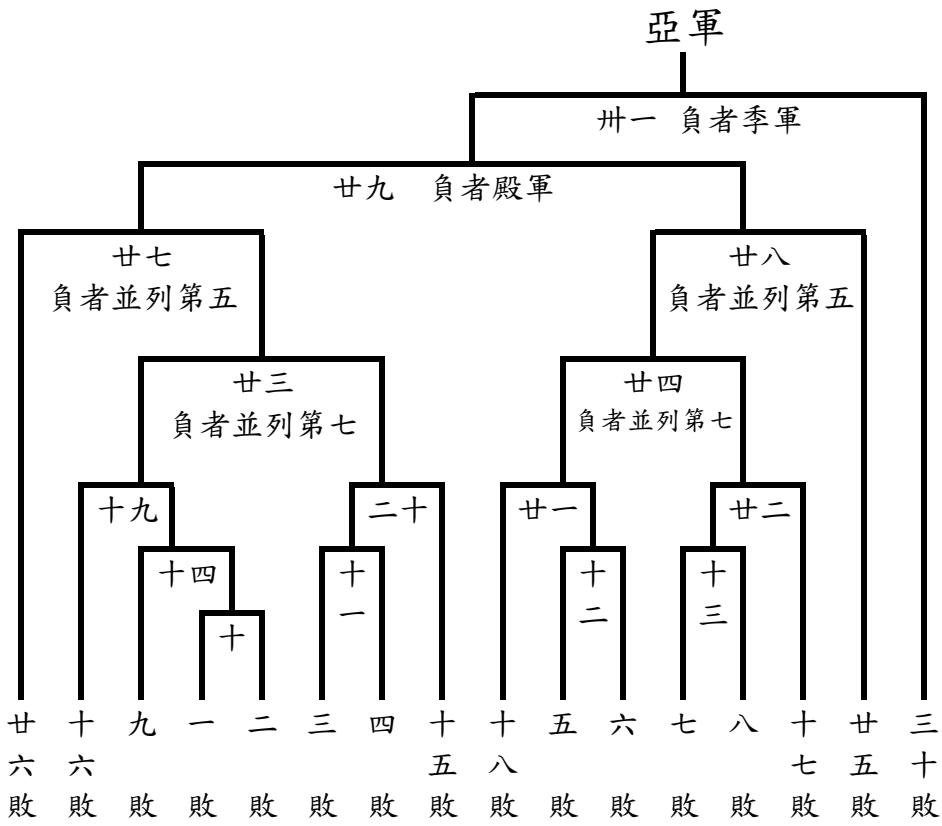 亞軍
卅一 負者季軍
廿九 負者殿軍
廿七
負者並列第五
廿八
負者並列第五
廿三
負者並列第七
廿四
負者並列第七
十九
二十
廿一
廿二
十四
十一
十二
十三
十
廿六敗
十六敗
九敗
一敗
二敗
三敗
四敗
十五敗
十八敗
五敗
六敗
七敗
八敗
十七敗
廿五敗
三十敗